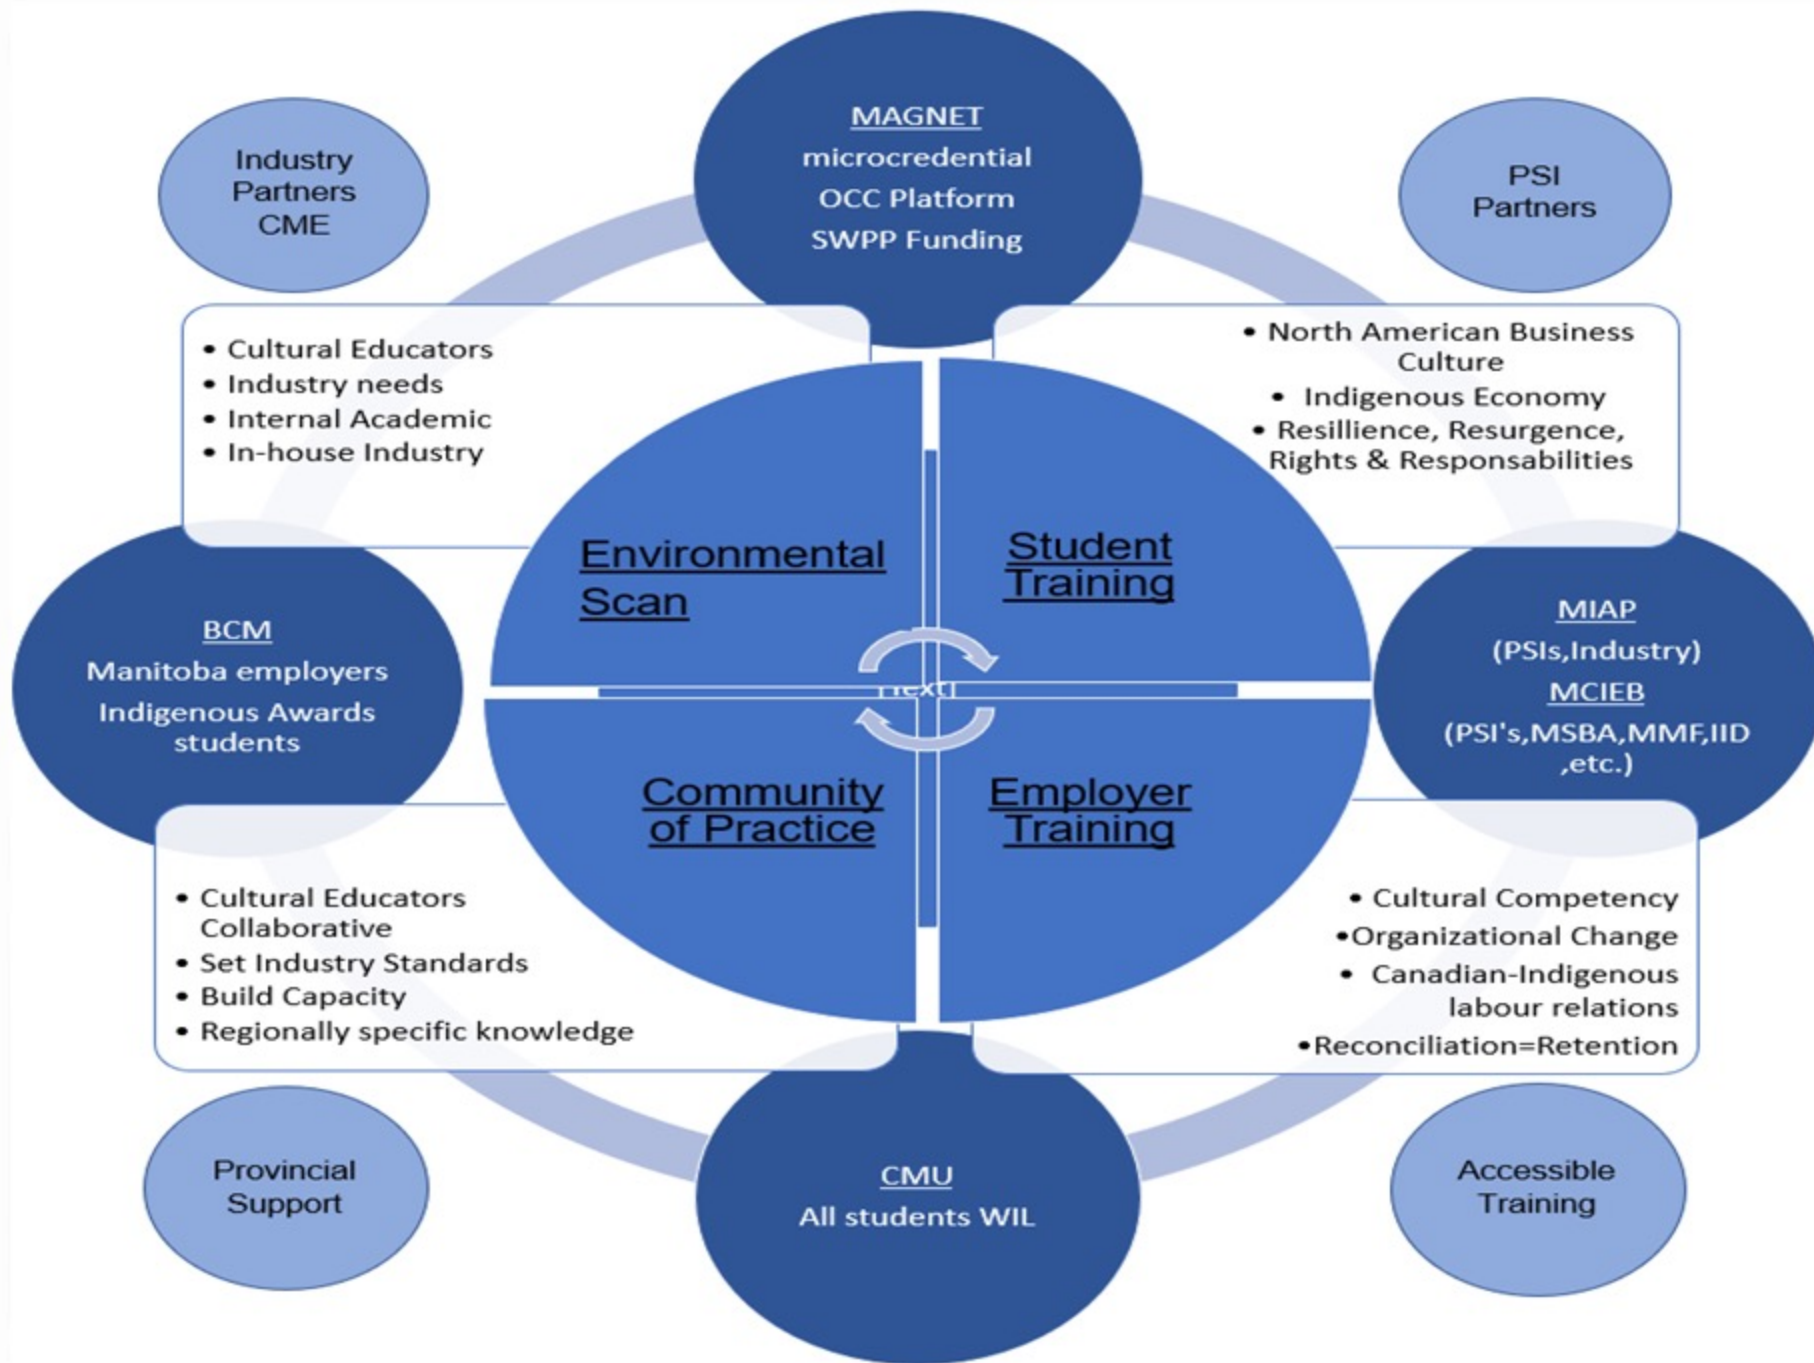 MAGNET
microcredential
OCC Platform
SWPP Funding
Industry
Partners
CME
PSI
Partners
• Cultural Educators
• Industry needs
• Internal Academic
• In-house Industry
• North American Business
Culture
• Indigenous Economy
• Resillience, Resurgence,
Rights & Responsabilities
Environmental
Scan
Student
Training
BCM
Manitoba employers
Indigenous Awards
students
MIAP
(PSIs,Industry)
MCIEB
(PSI's,MSBA,MMF,IID
,etc.)
Community
of Practice
Employer
Training
• Cultural Educators
Collaborative
• Set Industry Standards
• Build Capacity
• Regionally specific knowledge
• Cultural Competency
•Organizational Change
• Canadian-Indigenous
labour relations
•Reconciliation=Retention
Provincial
Support
CMU
All students WIL
Accessible
Training